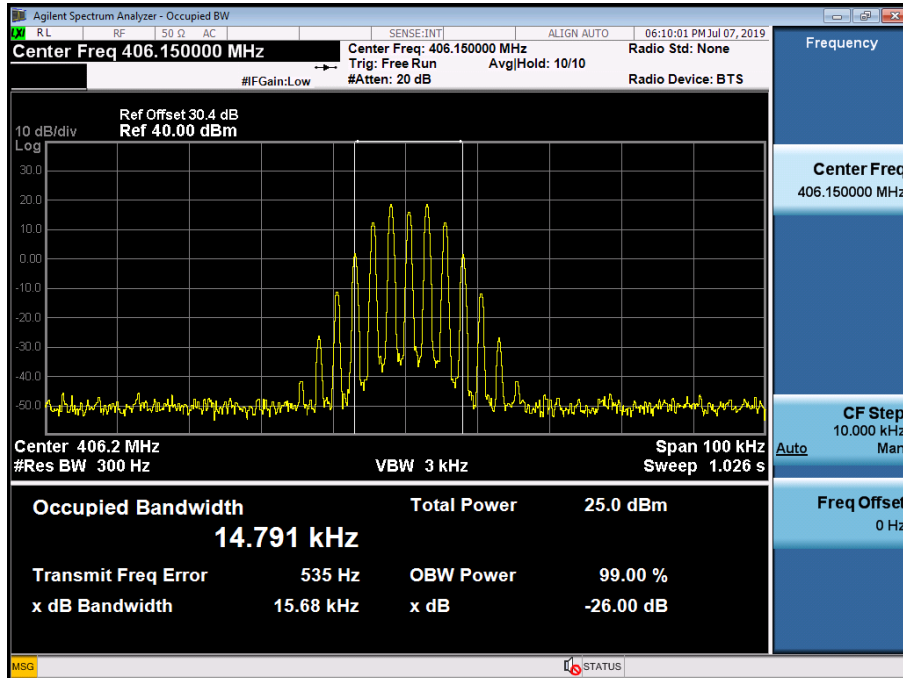 Agilent Spectrum Analyzer - Occupied BW
LXI RL RF 50 Ω AC SENSE:INT ALIGN AUTO 06:10:01 PM Jul 07, 2019
Center Freq 406.150000 MHz
Center Freq: 406.150000 MHz Radio Std: None
Trig: Free Run Avg|Hold: 10/10
#IFGain:Low #Atten: 20 dB Radio Device: BTS
Ref Offset 30.4 dB
10 dB/div Ref 40.00 dBm
Log
30.0
20.0
10.0
0.00
-10.0
-20.0
-30.0
-40.0
-50.0
Center 406.2 MHz Span 100 kHz
#Res BW 300 Hz VBW 3 kHz Sweep 1.026 s
Occupied Bandwidth Total Power 25.0 dBm
14.791 kHz
Transmit Freq Error 535 Hz OBW Power 99.00 %
x dB Bandwidth 15.68 kHz x dB -26.00 dB
MSG STATUS
Frequency
Center Freq
406.150000 MHz
CF Step
10.000 kHz
Auto Man
Freq Offset
0 Hz